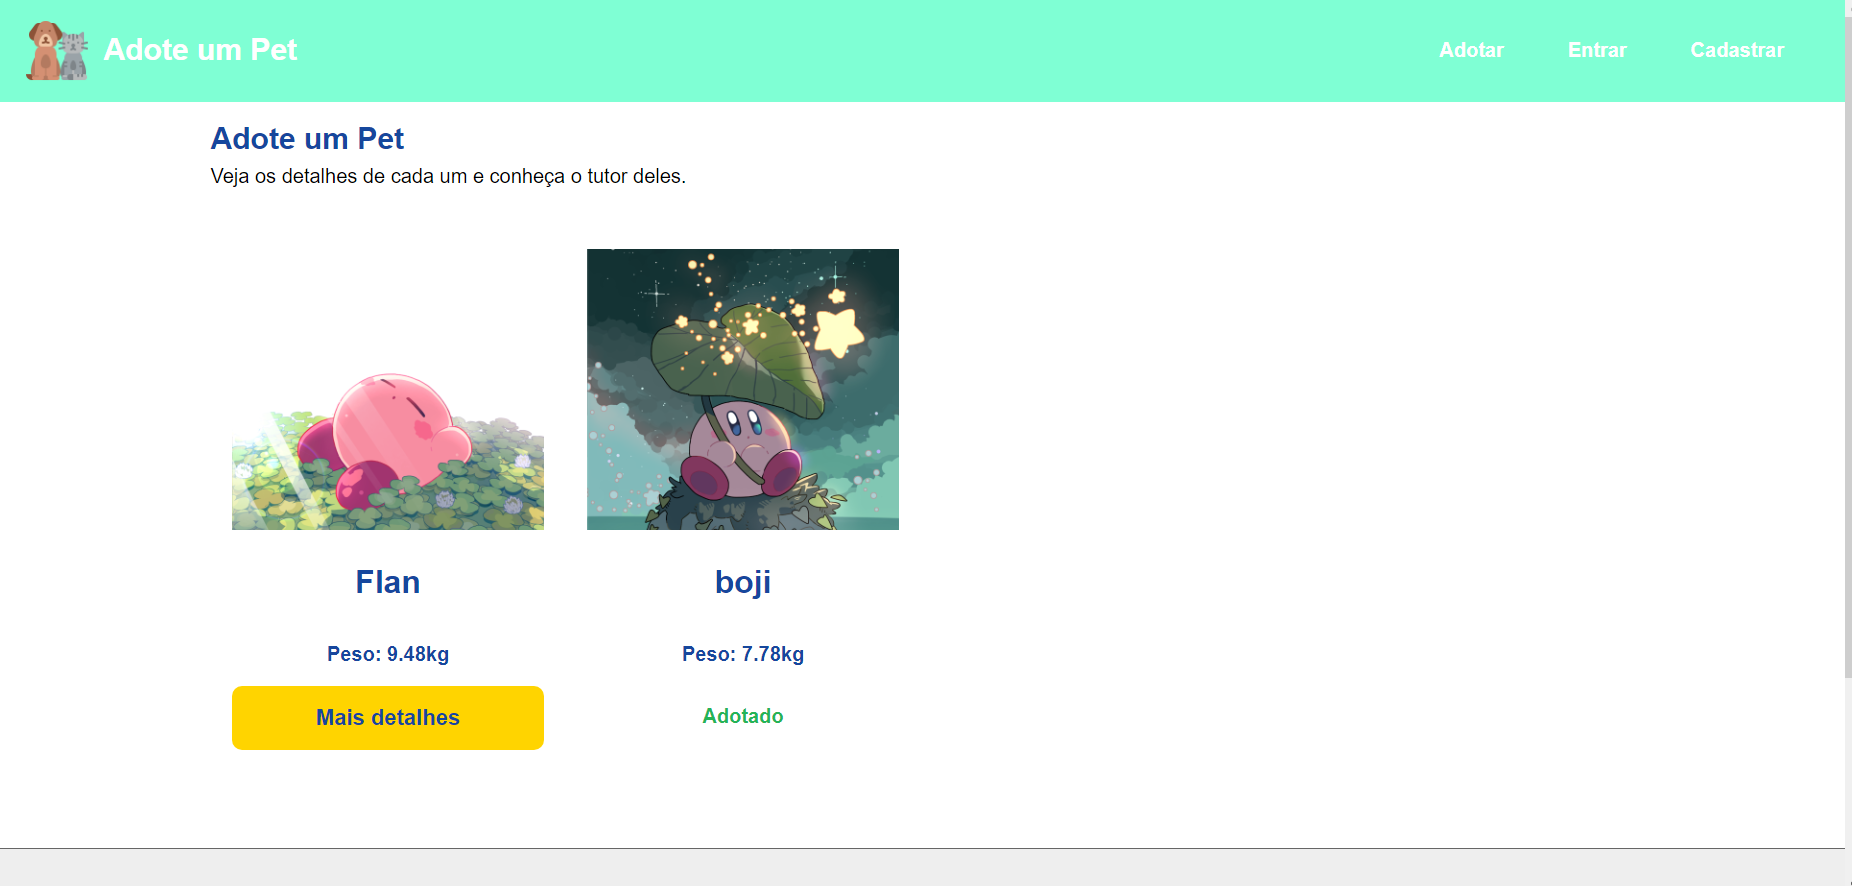 Adote um Pet
Adotar
Entrar
Cadastrar
Adote um Pet
Veja os detalhes de cada um e conheça o tutor deles.
Flan
Peso: 9.48kg
Mais detalhes
boji
Peso: 7.78kg
Adotado